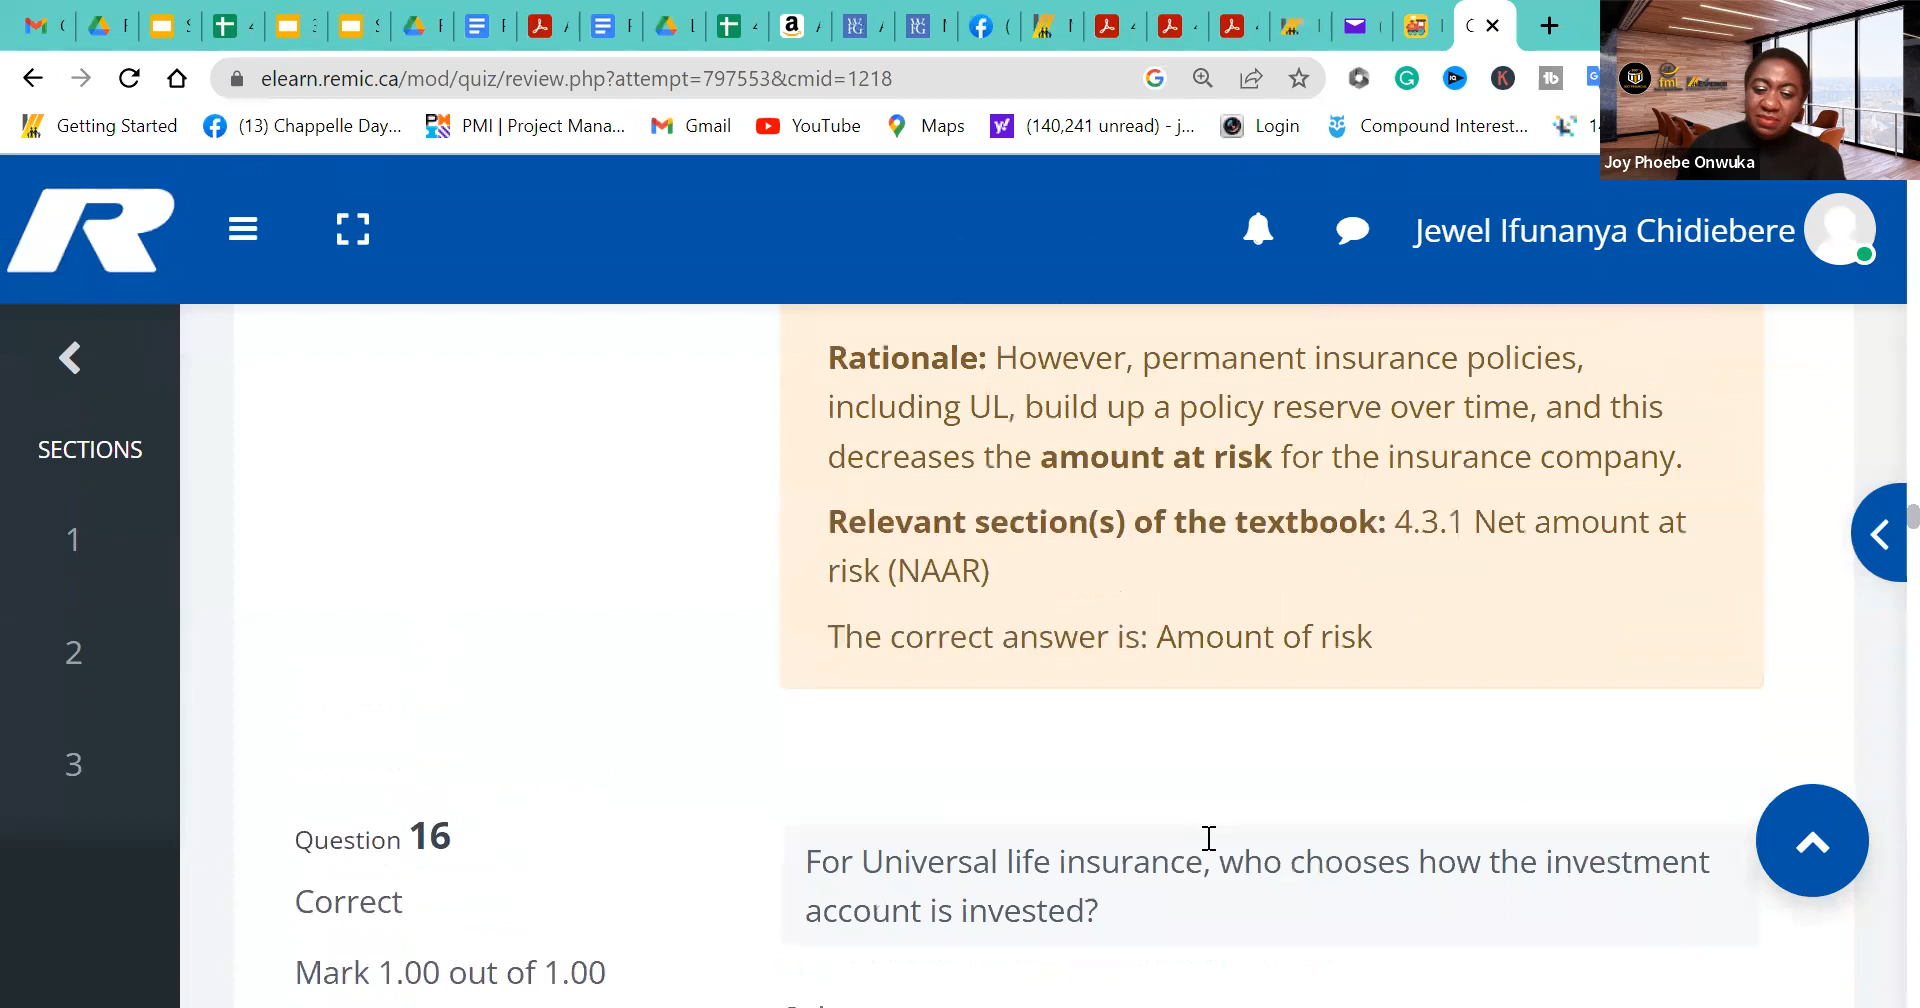 elearn.remic.ca/mod/quiz/review.php?attempt=797553&cmid=1218
Getting Started
(13) Chappelle Day...
PMI | Project Mana...
Gmail
YouTube
Maps
(140,241 unread) - j...
Login
Compound Interest...
Joy Phoebe Onwuka
Jewel Ifunanya Chidiebere
SECTIONS
1
2
3
Rationale: However, permanent insurance policies,
including UL, build up a policy reserve over time, and this
decreases the amount at risk for the insurance company.
Relevant section(s) of the textbook: 4.3.1 Net amount at
risk (NAAR)
The correct answer is: Amount of risk
Question 16
Correct
Mark 1.00 out of 1.00
For Universal life insurance, who chooses how the investment
account is invested?